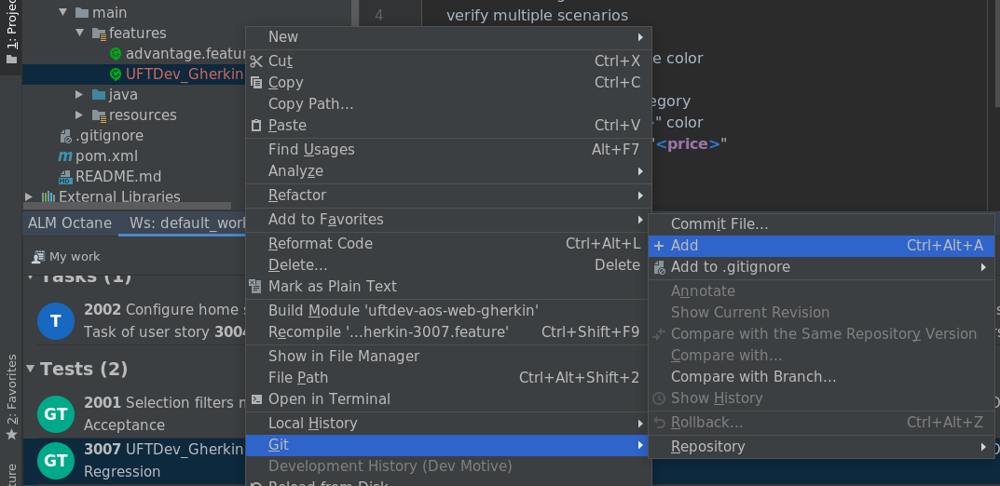 1: Project
main
features
advantage.featur
UFTDev_Gherkin
java
resources
.gitignore
pom.xml
README.md
External Libraries
4
verify multiple scenarios
e color
egory
>" color
"<price>"
New
Cut Ctrl+X
Copy Ctrl+C
Copy Path...
Paste Ctrl+V
Find Usages Alt+F7
Analyze
Refactor
Add to Favorites
Reformat Code Ctrl+Alt+L
Delete... Delete
Mark as Plain Text
Build Module 'uftdev-aos-web-gherkin'
Recompile '...herkin-3007.feature' Ctrl+Shift+F9
Show in File Manager
File Path Ctrl+Alt+Shift+2
Open in Terminal
Local History
Git
Development History (Dev Motive)
Reload from Disk
Commit File...
Add Ctrl+Alt+A
Add to .gitignore
Annotate
Show Current Revision
Compare with the Same Repository Version
Compare with...
Compare with Branch...
Show History
Rollback... Ctrl+Alt+Z
Repository
ALM Octane Ws: default_work
My work
Tasks (1)
T
2002 Configure home s
Task of user story 3004
Tests (2)
GT
2001 Selection filters n
Acceptance
GT
3007 UFTDev_Gherkin
Regression
2: Favorites
ture